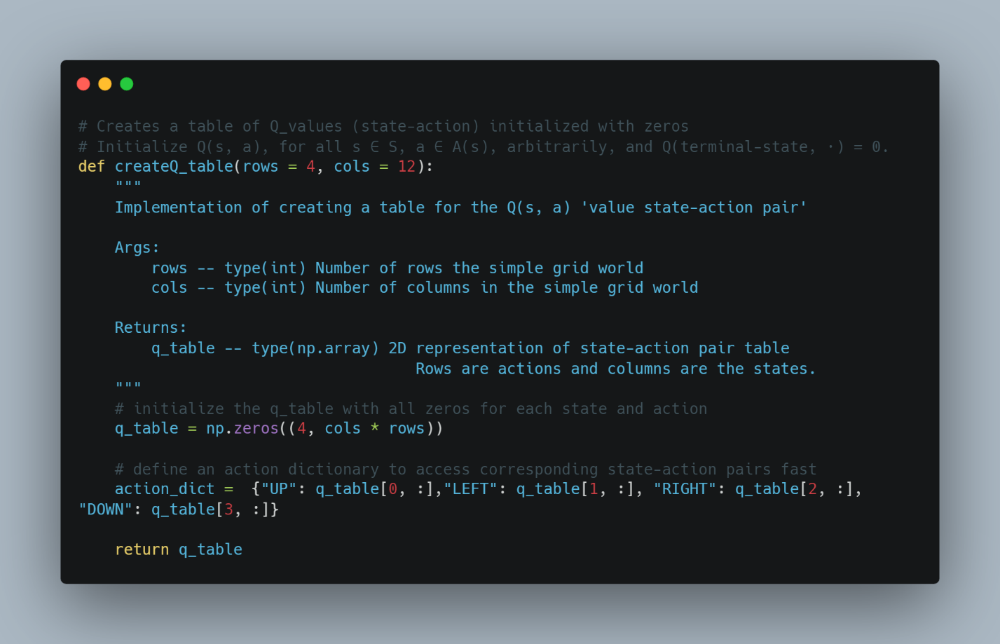 # Creates a table of Q_values (state-action) initialized with zeros
# Initialize Q(s, a), for all s ∈ S, a ∈ A(s), arbitrarily, and Q(terminal-state, ·) = 0.
def createQ_table(rows = 4, cols = 12):
    """
    Implementation of creating a table for the Q(s, a) 'value state-action pair'

    Args:
        rows -- type(int) Number of rows the simple grid world
        cols -- type(int) Number of columns in the simple grid world

    Returns:
        q_table -- type(np.array) 2D representation of state-action pair table
                                     Rows are actions and columns are the states.
    """
    # initialize the q_table with all zeros for each state and action
    q_table = np.zeros((4, cols * rows))

    # define an action dictionary to access corresponding state-action pairs fast
    action_dict =  {"UP": q_table[0, :],"LEFT": q_table[1, :], "RIGHT": q_table[2, :],
"DOWN": q_table[3, :]}

    return q_table